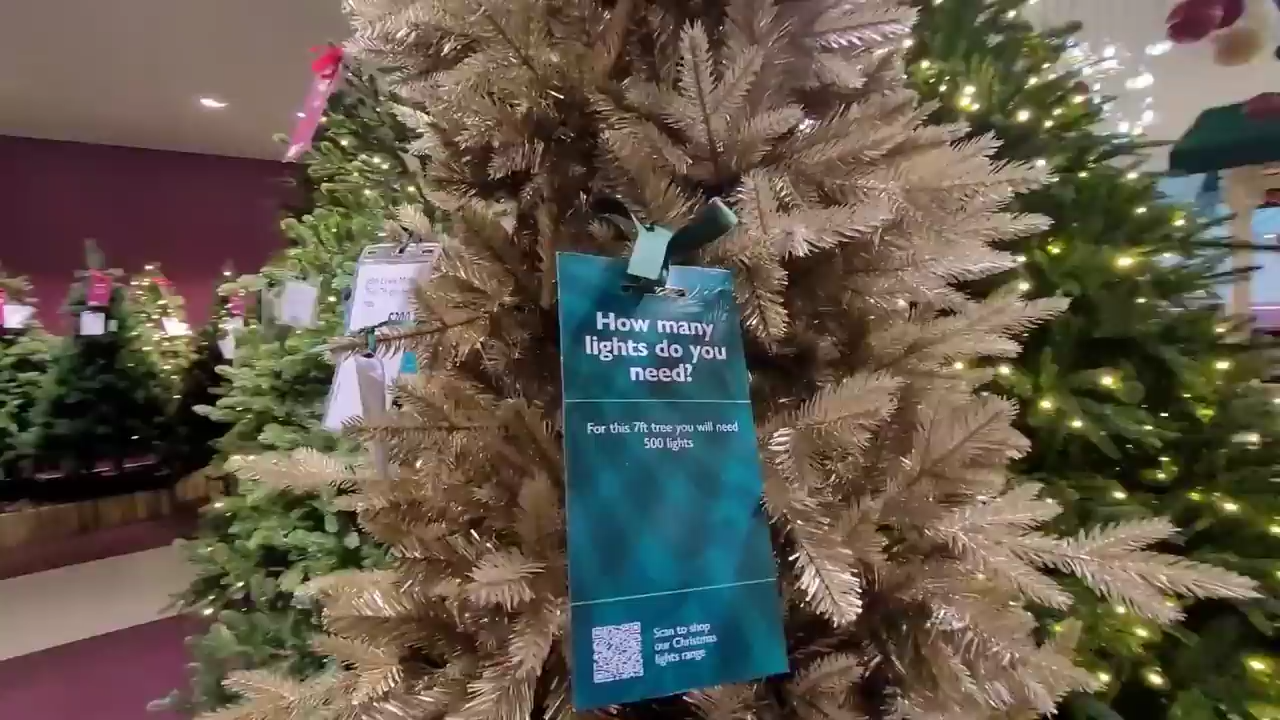 How many
lights do you
need?
For this 7ft tree you will need
500 lights
Scan to shop
our Christmas
lights range